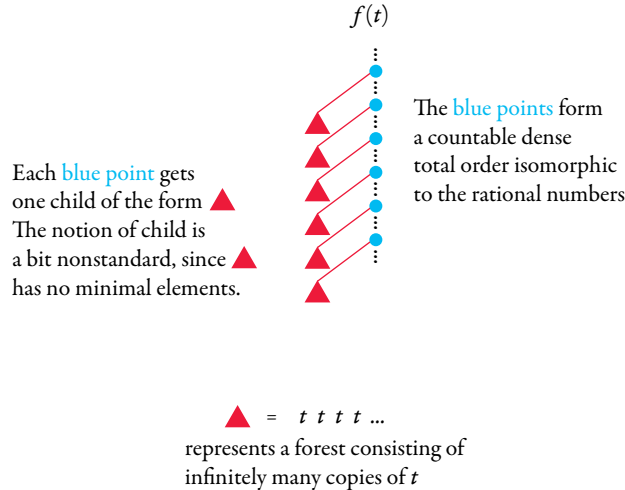 f(t)
The blue points form
a countable dense
total order isomorphic
to the rational numbers
Each blue point gets
one child of the form
The notion of child is
a bit nonstandard, since
has no minimal elements.
= t t t t ...
represents a forest consisting of
infinitely many copies of t